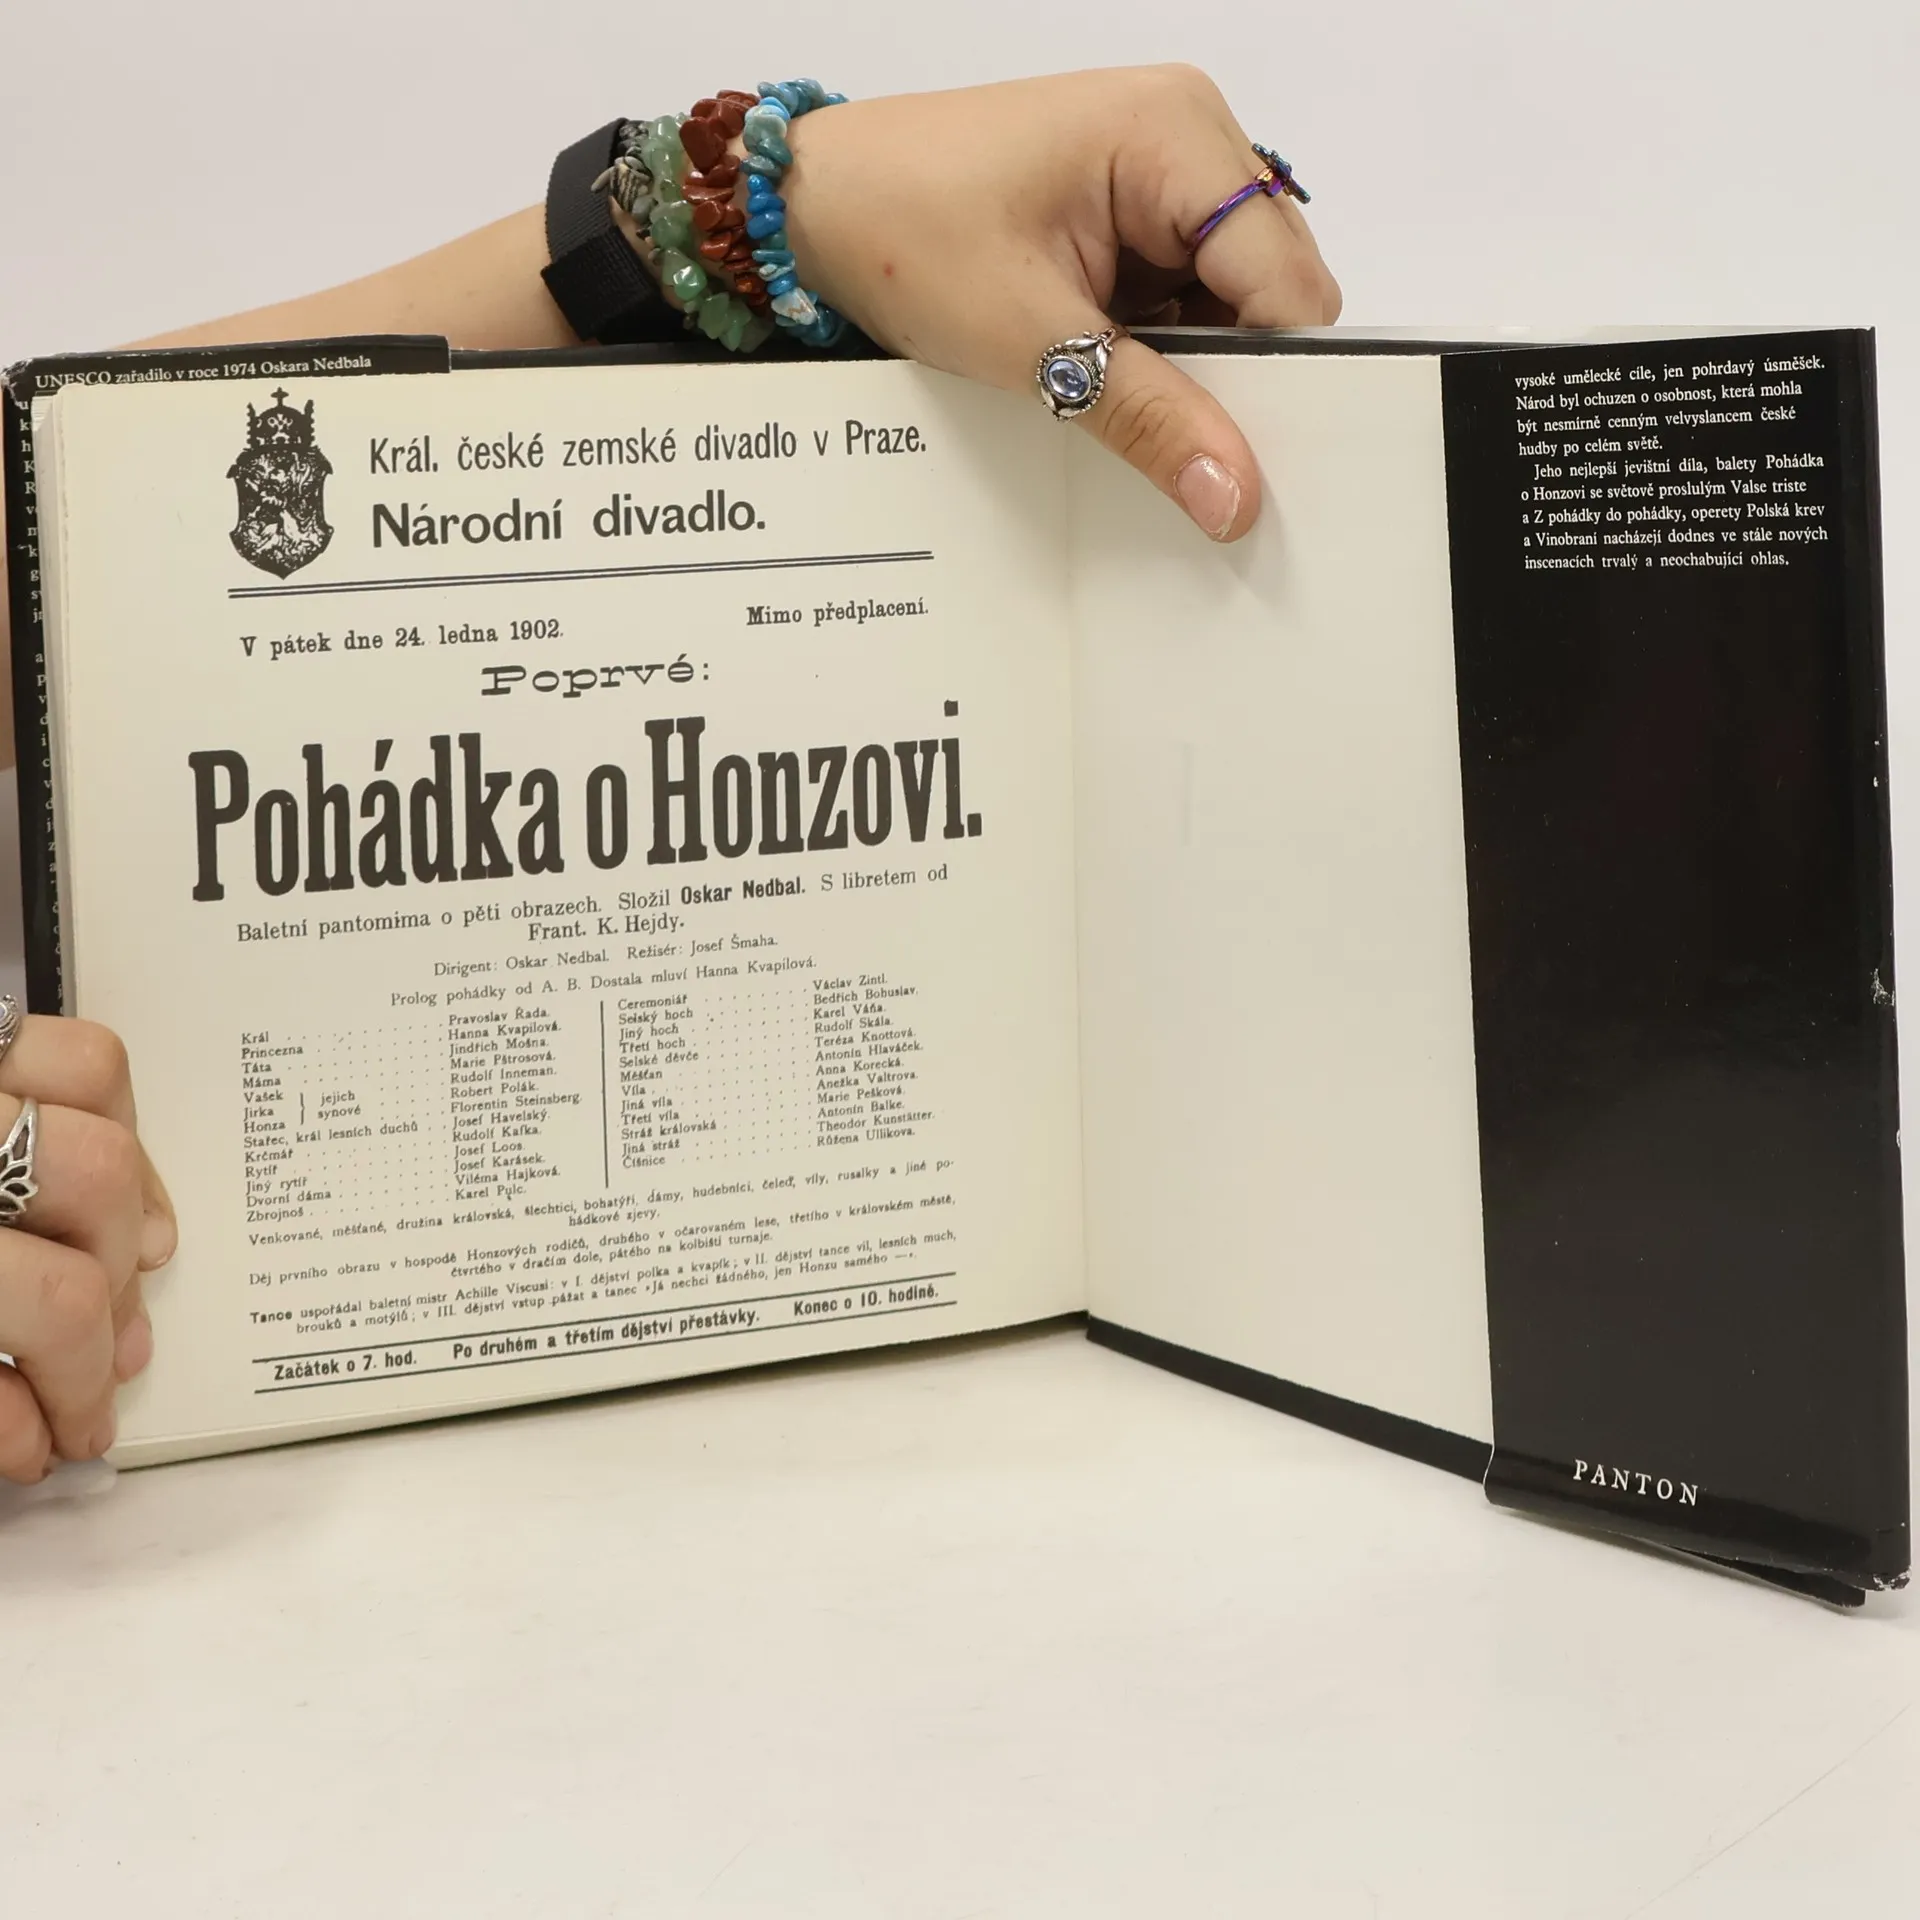 UNESCO zařadilo v roce 1974 Oskara Nedbala
Král. české zemské divadlo v Praze.
Národní divadlo.
V pátek dne 24. ledna 1902.
Mimo předplacení.
Poprvé:
Pohádka o Honzovi.
Baletní pantomima o pěti obrazech. Složil Oskar Nedbal. S libretem od
Frant. K. Hejdy.
Dirigent: Oskar Nedbal. Režisér: Josef Šmaha.
Prolog pohádky od A. B. Dostala mluví Hanna Kvapilová.
Král . . . Pravoslav Řada.
Princezna . . . Hanna Kvapilová.
Táta . . . Jindřich Mošna.
Máma . . . Marie Pštrosová.
Vašek } jejich . . . Rudolf Inneman.
Jirka } synové . . . Robert Polák.
Honza } . . . Florentin Steinsberg.
Stařec, král lesních duchů . . Josef Havelský.
Krčmář . . . Rudolf Kafka.
Rytíř . . . Josef Loos.
Jiný rytíř . . . Josef Karásek.
Dvorní dáma . . . Viléma Hajková.
Zbrojnoš . . . Karel Pulc.
Ceremoniář . . . Václav Zintl.
Selský hoch . . . Bedřich Bohuslav.
Jiný hoch . . . Karel Váňa.
Třetí hoch . . . Rudolf Skála.
Selské děvče . . . Teréza Knottová.
Měšťan . . . Antonín Hlaváček.
Víla . . . Anna Korecká.
Jiná víla . . . Anežka Valtrova.
Třetí víla . . . Marie Pešková.
Stráž královská . . . Antonín Balke.
Jiná stráž . . . Theodor Kunstätter.
Číšnice . . . Růžena Ullikova.
Venkované, měšťané, družina královská, šlechtici, bohatýři, dámy, hudebníci, čeleď, víly, rusalky a jiné po-
hádkové zjevy.
Děj prvního obrazu v hospodě Honzových rodičů, druhého v očarovaném lese, třetího v královském městě,
čtvrtého v dračím dole, pátého na kolbišti turnaje.
Tance uspořádal baletní mistr Achille Viscusi: v I. dějství polka a kvapík; v II. dějství tance víl, lesních much,
brouků a motýlů; v III. dějství vstup pážat a tanec »Já nechci žádného, jen Honzu samého —«.
Začátek o 7. hod. Po druhém a třetím dějství přestávky. Konec o 10. hodině.
vysoké umělecké cíle, jen pohrdavý úsměšek.
Národ byl ochuzen o osobnost, která mohla
být nesmírně cenným velvyslancem české
hudby po celém světě.
Jeho nejlepší jevištní díla, balety Pohádka
o Honzovi se světově proslulým Valse triste
a Z pohádky do pohádky, operety Polská krev
a Vinobraní nacházejí dodnes ve stále nových
inscenacích trvalý a neochabující ohlas.
PANTON